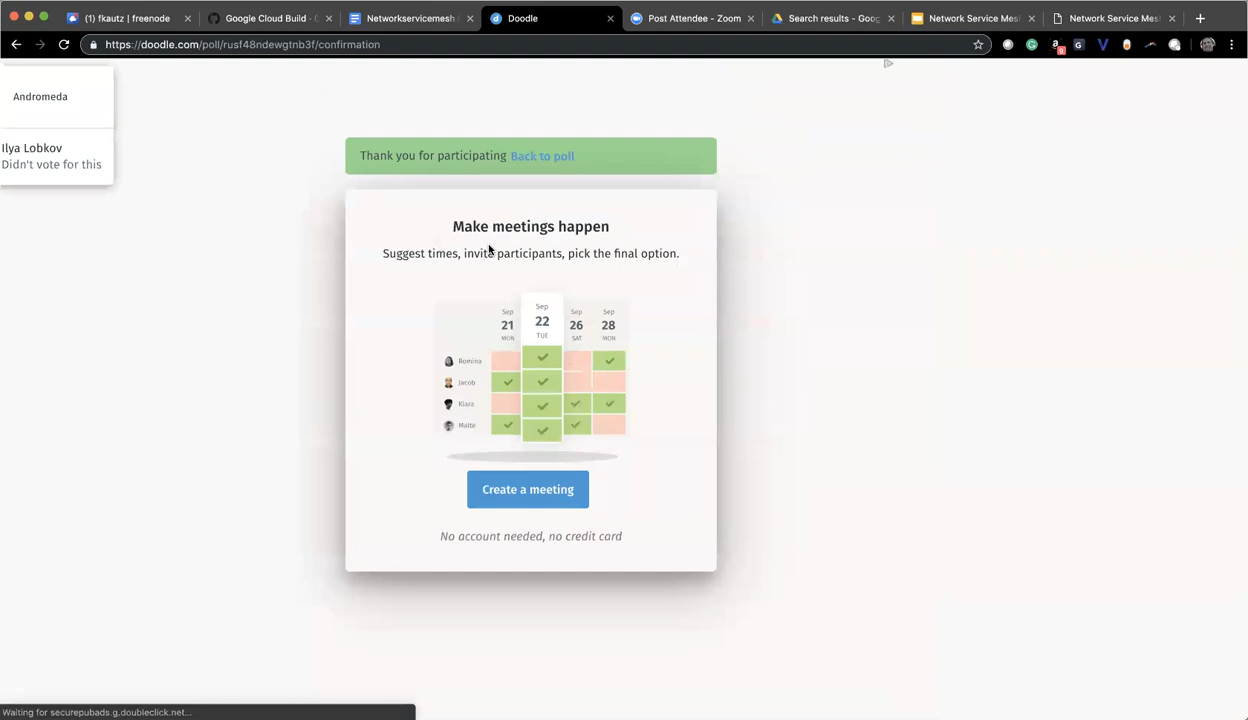 (1) fkautz | freenode
Google Cloud Build - G
Networkservicemesh
Doodle
Post Attendee - Zoom
Search results - Goog
Network Service Mes
Network Service Mes
https://doodle.com/poll/rusf48ndewgtnb3f/confirmation
Andromeda
Ilya Lobkov
Didn't vote for this
Thank you for participating Back to poll
Make meetings happen
Suggest times, invite participants, pick the final option.
Sep Sep Sep Sep
21 22 26 28
MON TUE SAT MON
Romina
Jacob
Kiara
Malte
Create a meeting
No account needed, no credit card
Waiting for securepubads.g.doubleclick.net...